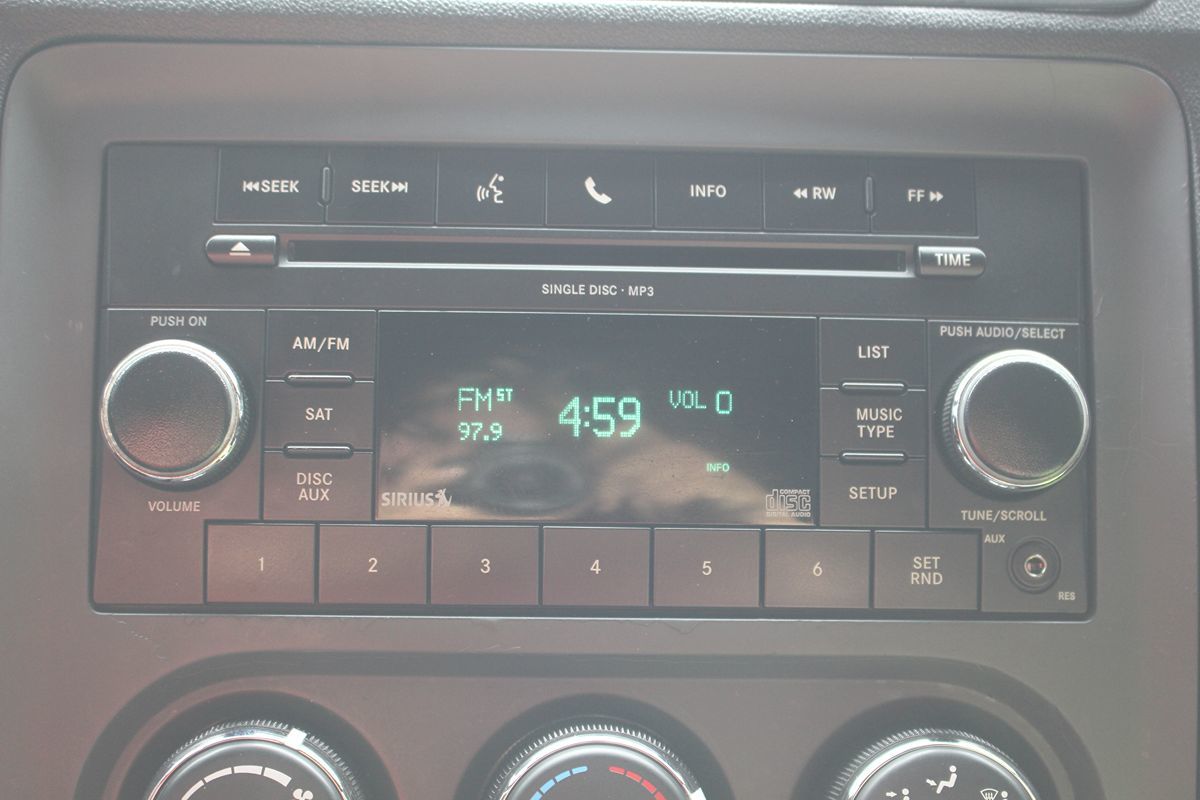 SEEK
SEEK
INFO
RW
FF
TIME
SINGLE DISC · MP3
PUSH ON
AM/FM
SAT
DISC
AUX
VOLUME
FM ST
97.9
4:59
VOL 0
INFO
SIRIUS
COMPACT
disc
DIGITAL AUDIO
LIST
MUSIC
TYPE
SETUP
PUSH AUDIO/SELECT
TUNE/SCROLL
1
2
3
4
5
6
SET
RND
AUX
RES